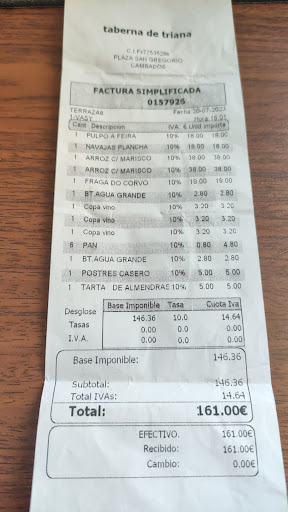 taberna de triana
PLAZA SAN GREGORIO
CAMBADOS
FACTURA SIMPLIFICADA
0157926
TERRAZA8 Fecha
Hora
Cant Descripcion IVA € Unid importe
1 PULPO A FEIRA 10% 18.00 18.00
1 NAVAJAS PLANCHA 10% 18.00 18.00
1 ARROZ C/ MARISCO 10% 38.00 38.00
1 ARROZ C/ MARISCO 10% 38.00 38.00
1 FRAGA DO CORVO 10% 19.00 19.00
1 BT.AGUA GRANDE 10% 2.80 2.80
1 Copa vino 10% 3.20 3.20
1 Copa vino 10% 3.20 3.20
1 Copa vino 10% 3.20 3.20
6 PAN 10% 0.80 4.80
1 BT.AGUA GRANDE 10% 2.80 2.80
1 POSTRES CASERO 10% 5.00 5.00
1 TARTA DE ALMENDRAS 10% 5.00 5.00
Base Imponible Tasa Cuota Iva
Desglose 146.36 10.0 14.64
Tasas 0.00 0.0 0.00
I.V.A. 0.00 0.0 0.00
Base Imponible: 146.36
Subtotal: 146.36
Total IVAs: 14.64
Total: 161.00€
EFECTIVO. 161.00€
Recibido: 161.00€
Cambio: 0.00€